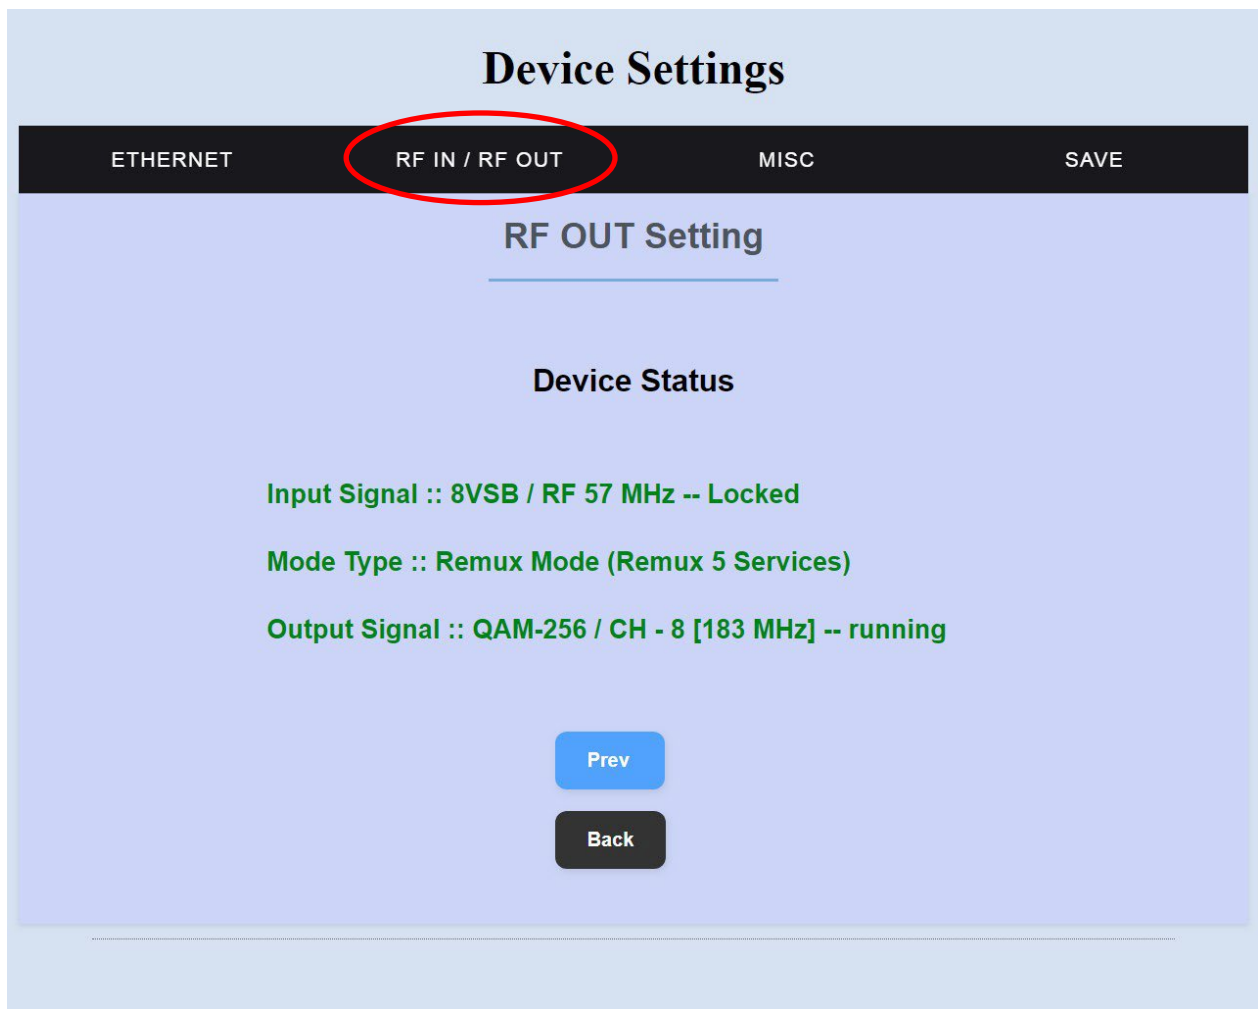 Device Settings
ETHERNET RF IN / RF OUT MISC SAVE
RF OUT Setting
Device Status
Input Signal :: 8VSB / RF 57 MHz -- Locked
Mode Type :: Remux Mode (Remux 5 Services)
Output Signal :: QAM-256 / CH - 8 [183 MHz] -- running
Prev
Back